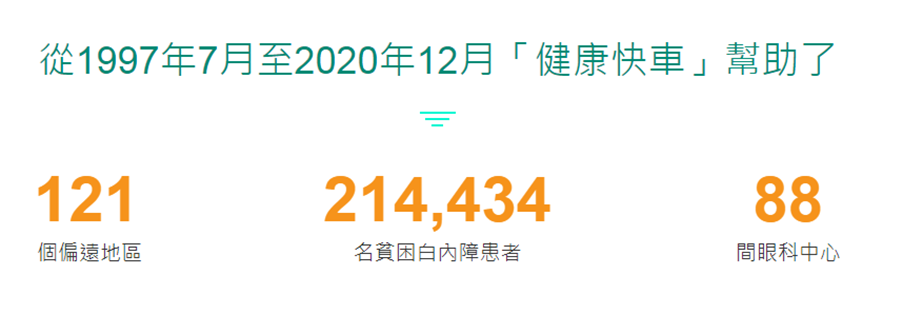 從1997年7月至2020年12月「健康快車」幫助了
121
個偏遠地區
214,434
名貧困白內障患者
88
間眼科中心